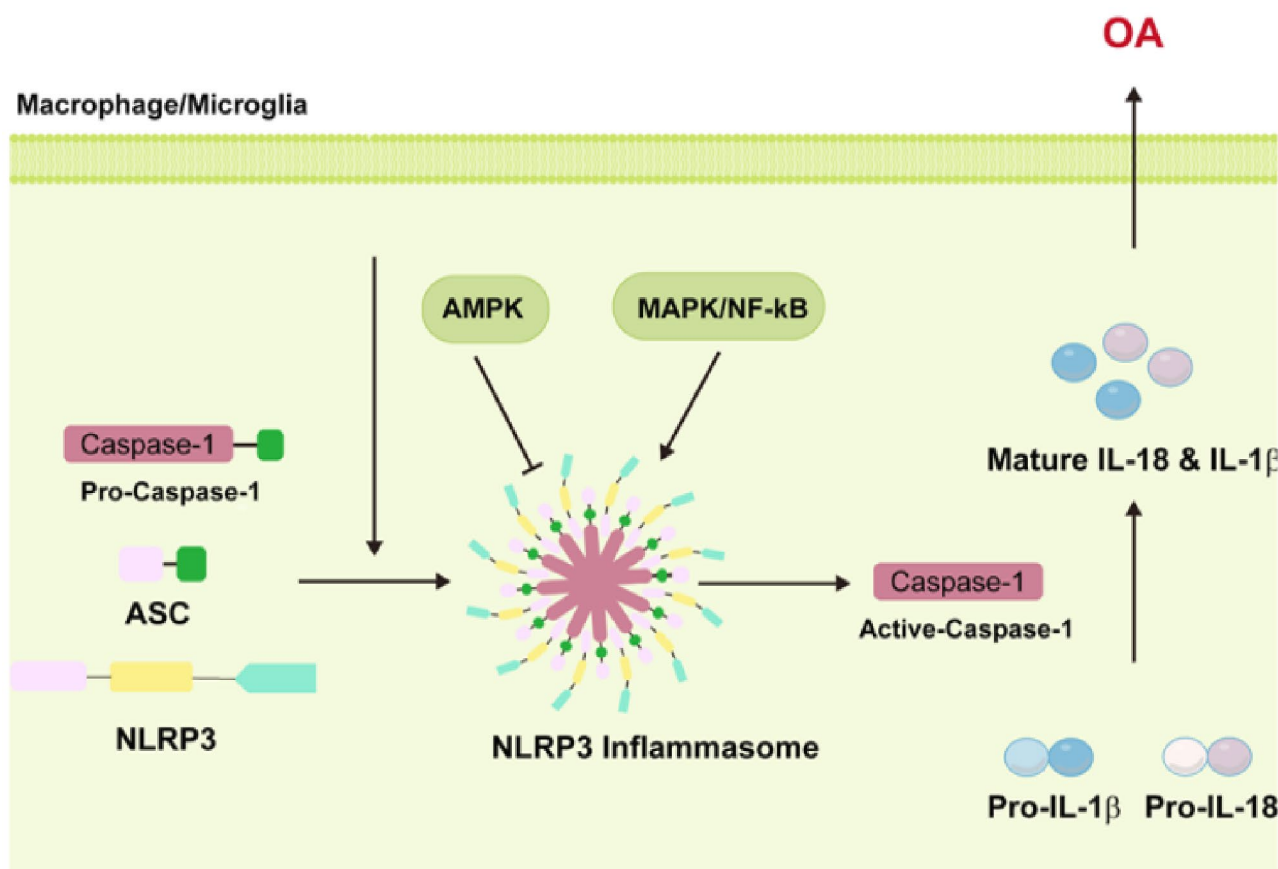 OA
Macrophage/Microglia
AMPK
MAPK/NF-kB
Caspase-1
Pro-Caspase-1
Mature IL-18 & IL-1β
ASC
Caspase-1
Active-Caspase-1
NLRP3
NLRP3 Inflammasome
Pro-IL-1β
Pro-IL-18